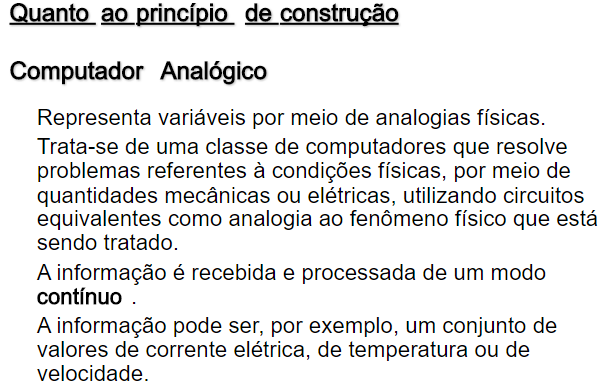 Quanto ao princípio de construção
Computador Analógico
Representa variáveis por meio de analogias físicas.
Trata-se de uma classe de computadores que resolve
problemas referentes à condições físicas, por meio de
quantidades mecânicas ou elétricas, utilizando circuitos
equivalentes como analogia ao fenômeno físico que está
sendo tratado.
A informação é recebida e processada de um modo
contínuo .
A informação pode ser, por exemplo, um conjunto de
valores de corrente elétrica, de temperatura ou de
velocidade.